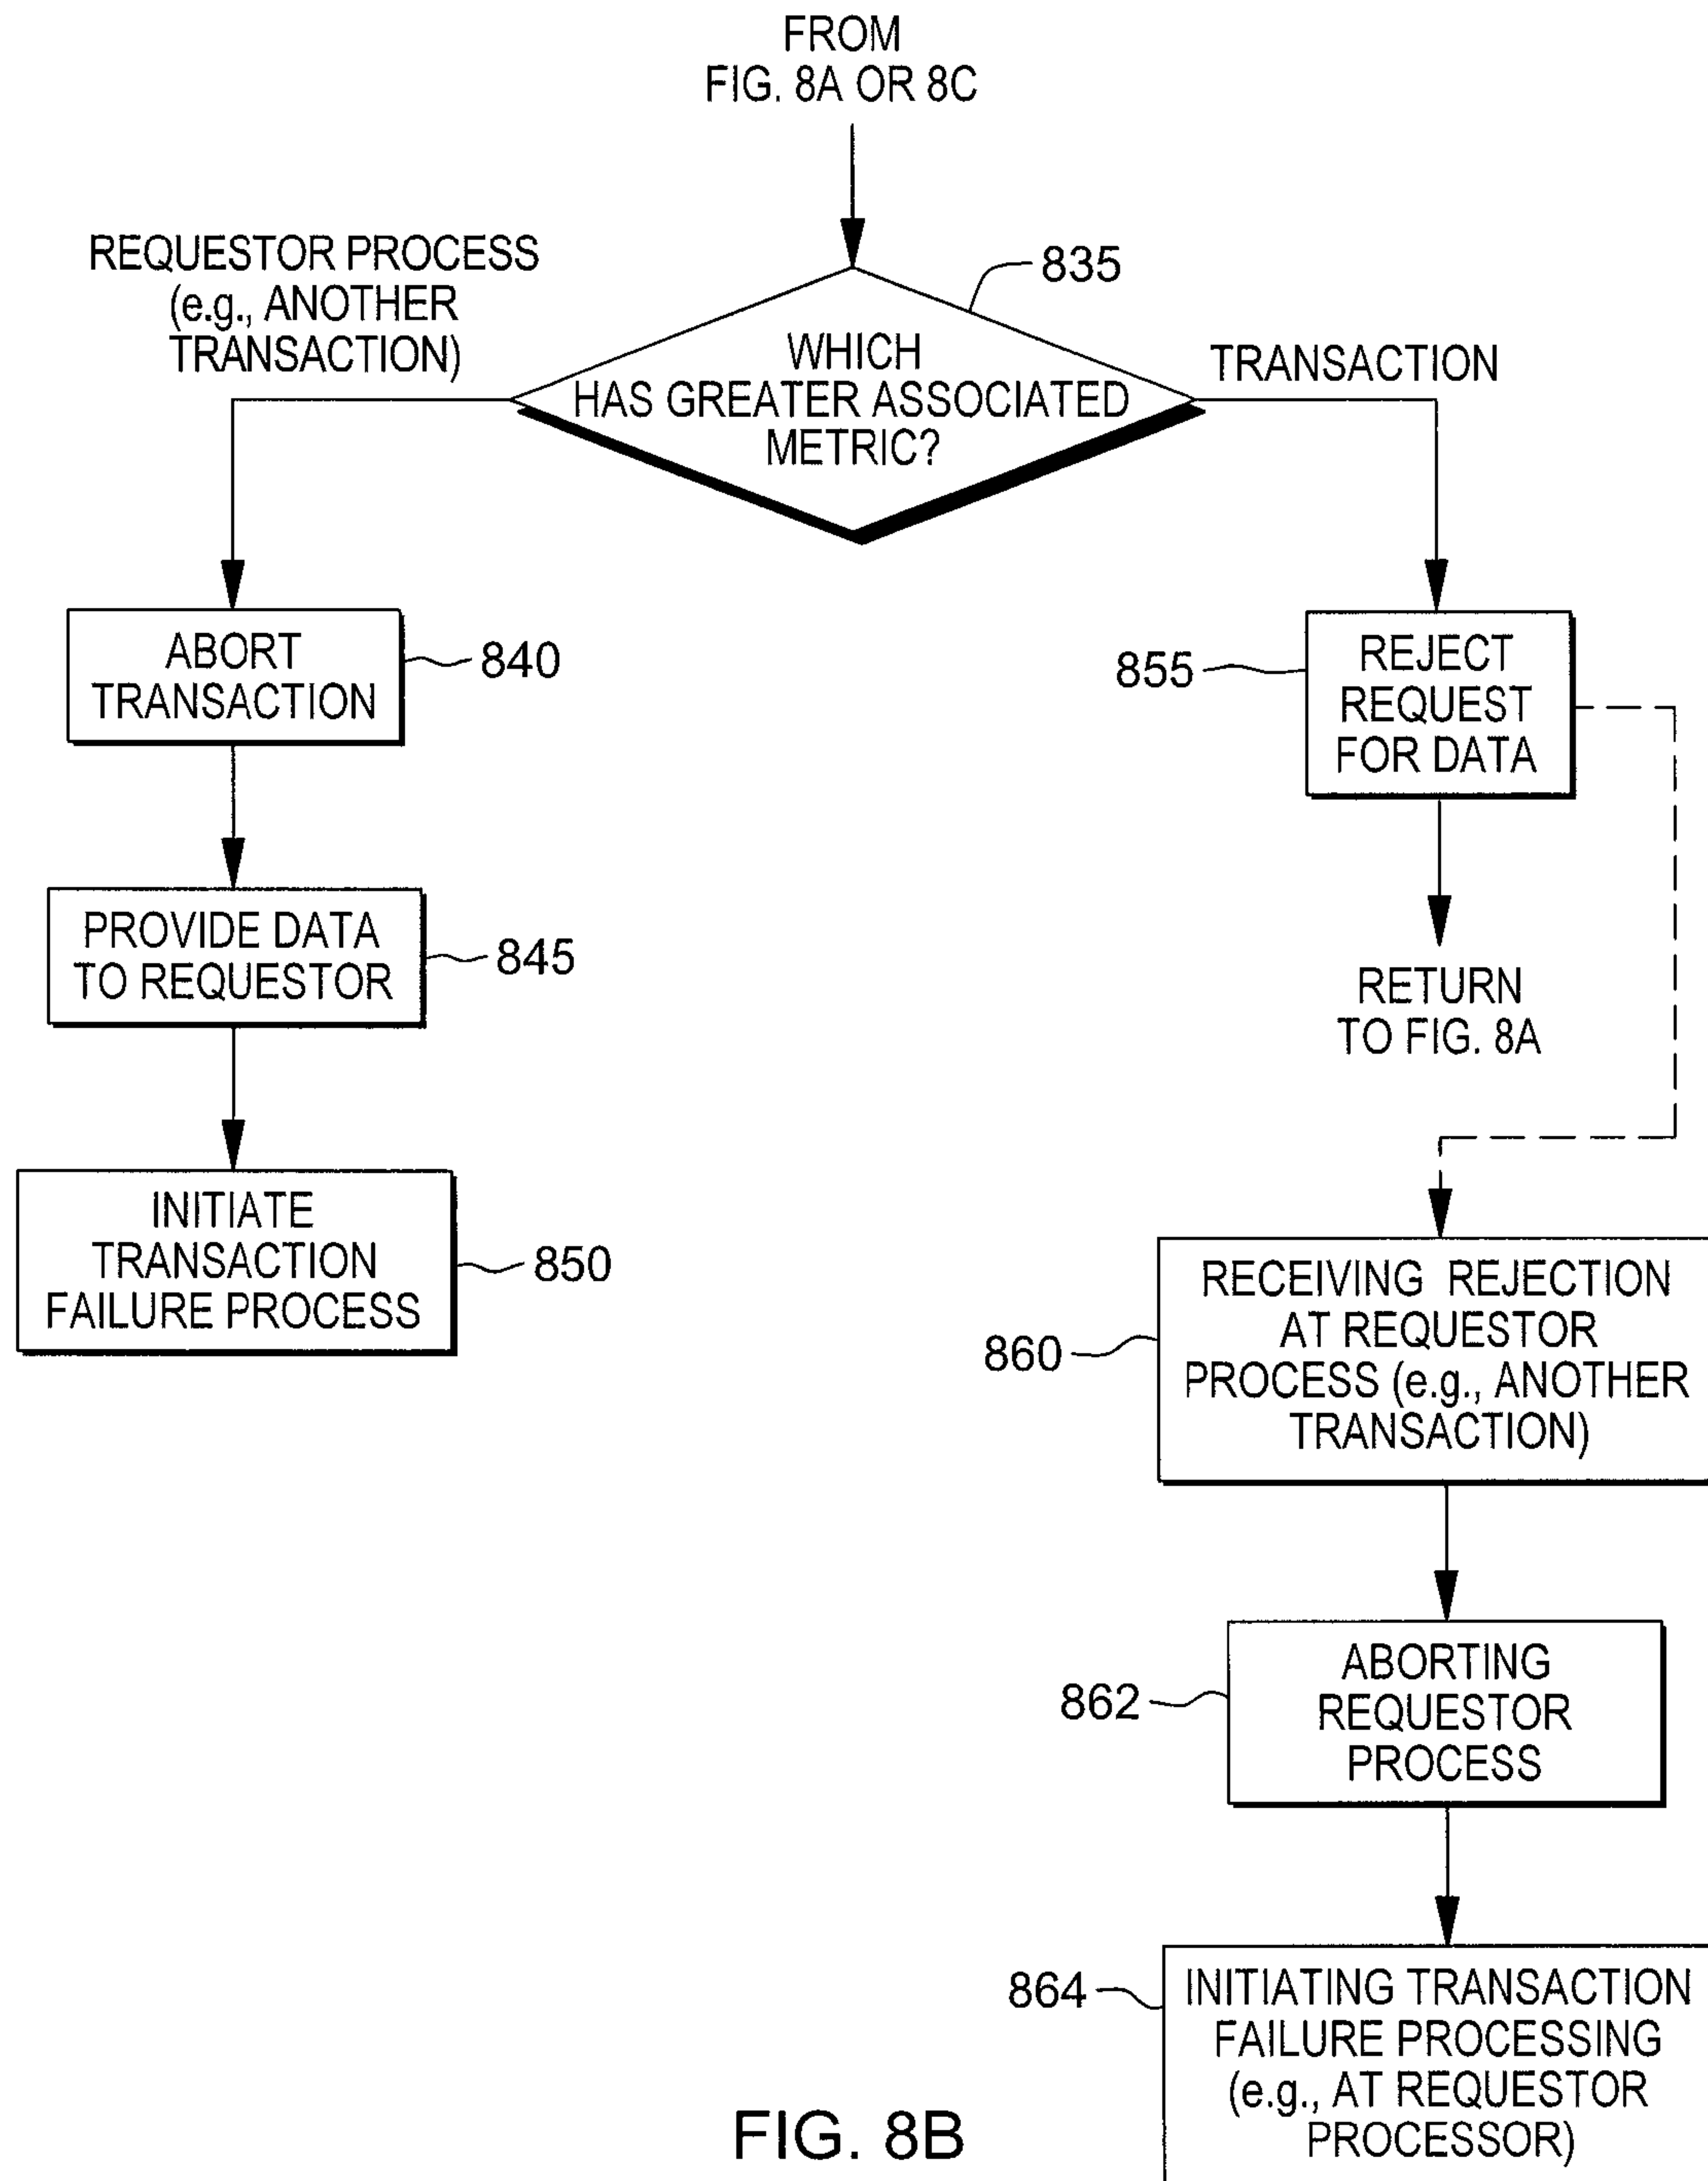 FROM
FIG. 8A OR 8C
REQUESTOR PROCESS
(e.g., ANOTHER
TRANSACTION)
835
WHICH
HAS GREATER ASSOCIATED
METRIC?
TRANSACTION
ABORT
TRANSACTION
840
855
REJECT
REQUEST
FOR DATA
PROVIDE DATA
TO REQUESTOR
845
RETURN
TO FIG. 8A
INITIATE
TRANSACTION
FAILURE PROCESS
850
860
RECEIVING REJECTION
AT REQUESTOR
PROCESS (e.g., ANOTHER
TRANSACTION)
862
ABORTING
REQUESTOR
PROCESS
864
INITIATING TRANSACTION
FAILURE PROCESSING
(e.g., AT REQUESTOR
PROCESSOR)
FIG. 8B